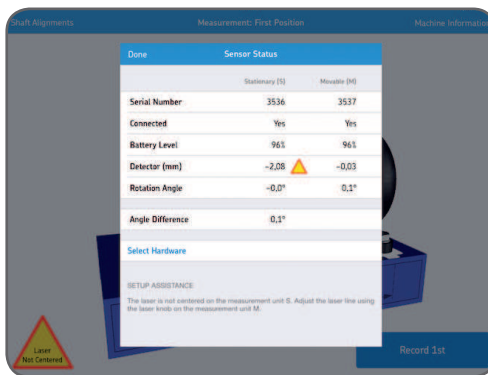 Shaft Alignments Measurement: First Position Machine Information
Done Sensor Status
Stationary (S) Movable (M)
Serial Number 3536 3537
Connected Yes Yes
Battery Level 96% 96%
Detector (mm) -2,08 -0,03
Rotation Angle -0,0° 0,1°
Angle Difference 0,1°
Select Hardware
SETUP ASSISTANCE
The laser is not centered on the measurement unit S. Adjust the laser line using
the laser knob on the measurement unit M.
Laser
Not Centered
Record 1st